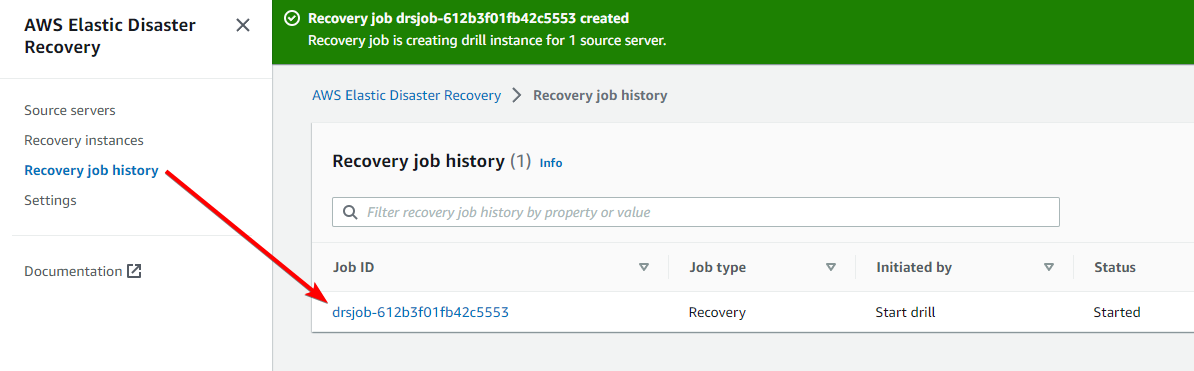 AWS Elastic Disaster
Recovery
Recovery job drsjob-612b3f01fb42c5553 created
Recovery job is creating drill instance for 1 source server.
Source servers
Recovery instances
Recovery job history
Settings
Documentation
AWS Elastic Disaster Recovery > Recovery job history
Recovery job history (1) Info
Filter recovery job history by property or value
Job ID Job type Initiated by Status
drsjob-612b3f01fb42c5553 Recovery Start drill Started